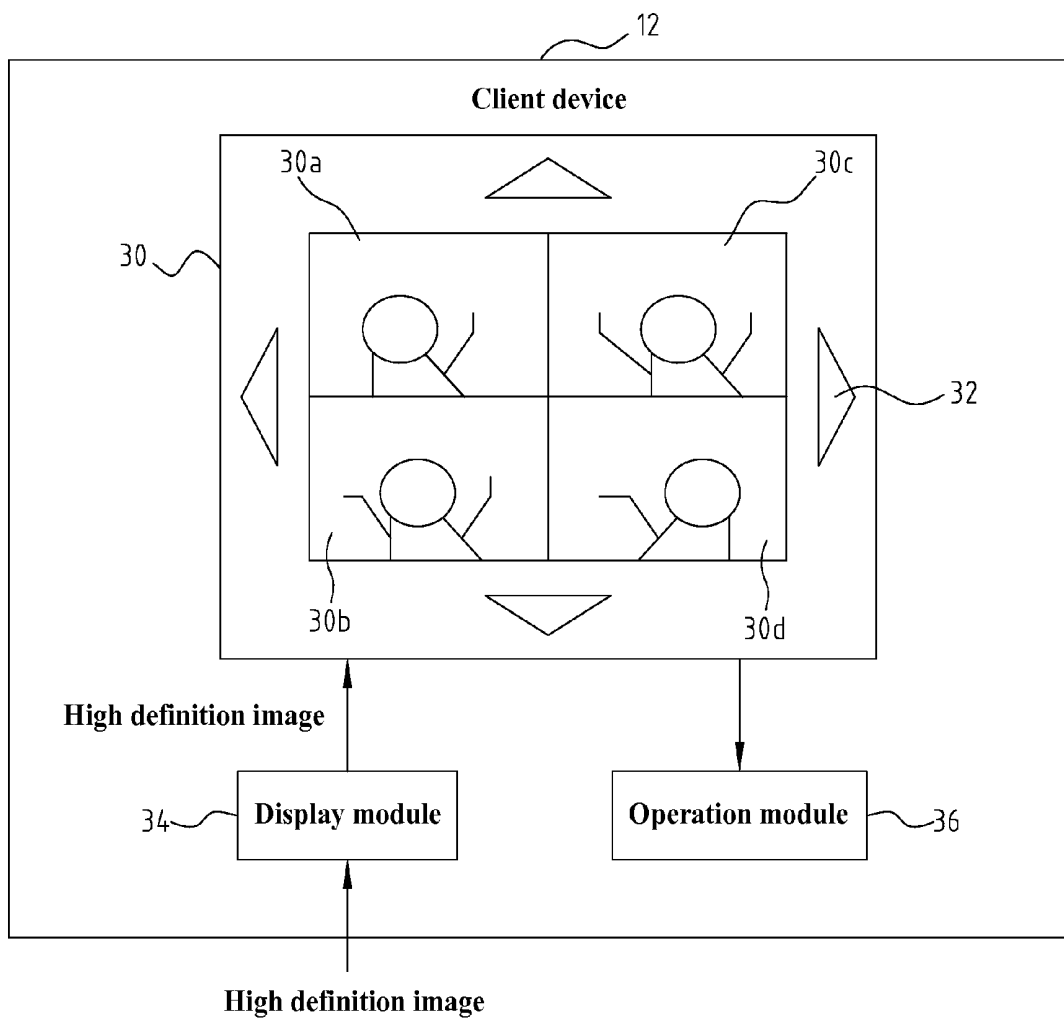 12
Client device
30a
30c
30
32
30b
30d
High definition image
34
Display module
Operation module
36
High definition image